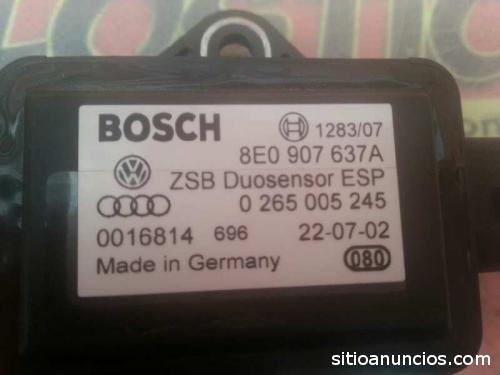 BOSCH
1283/07
8E0 907 637A
ZSB Duosensor ESP
0 265 005 245
0016814 696 22-07-02
Made in Germany
080
sitioanuncios.com